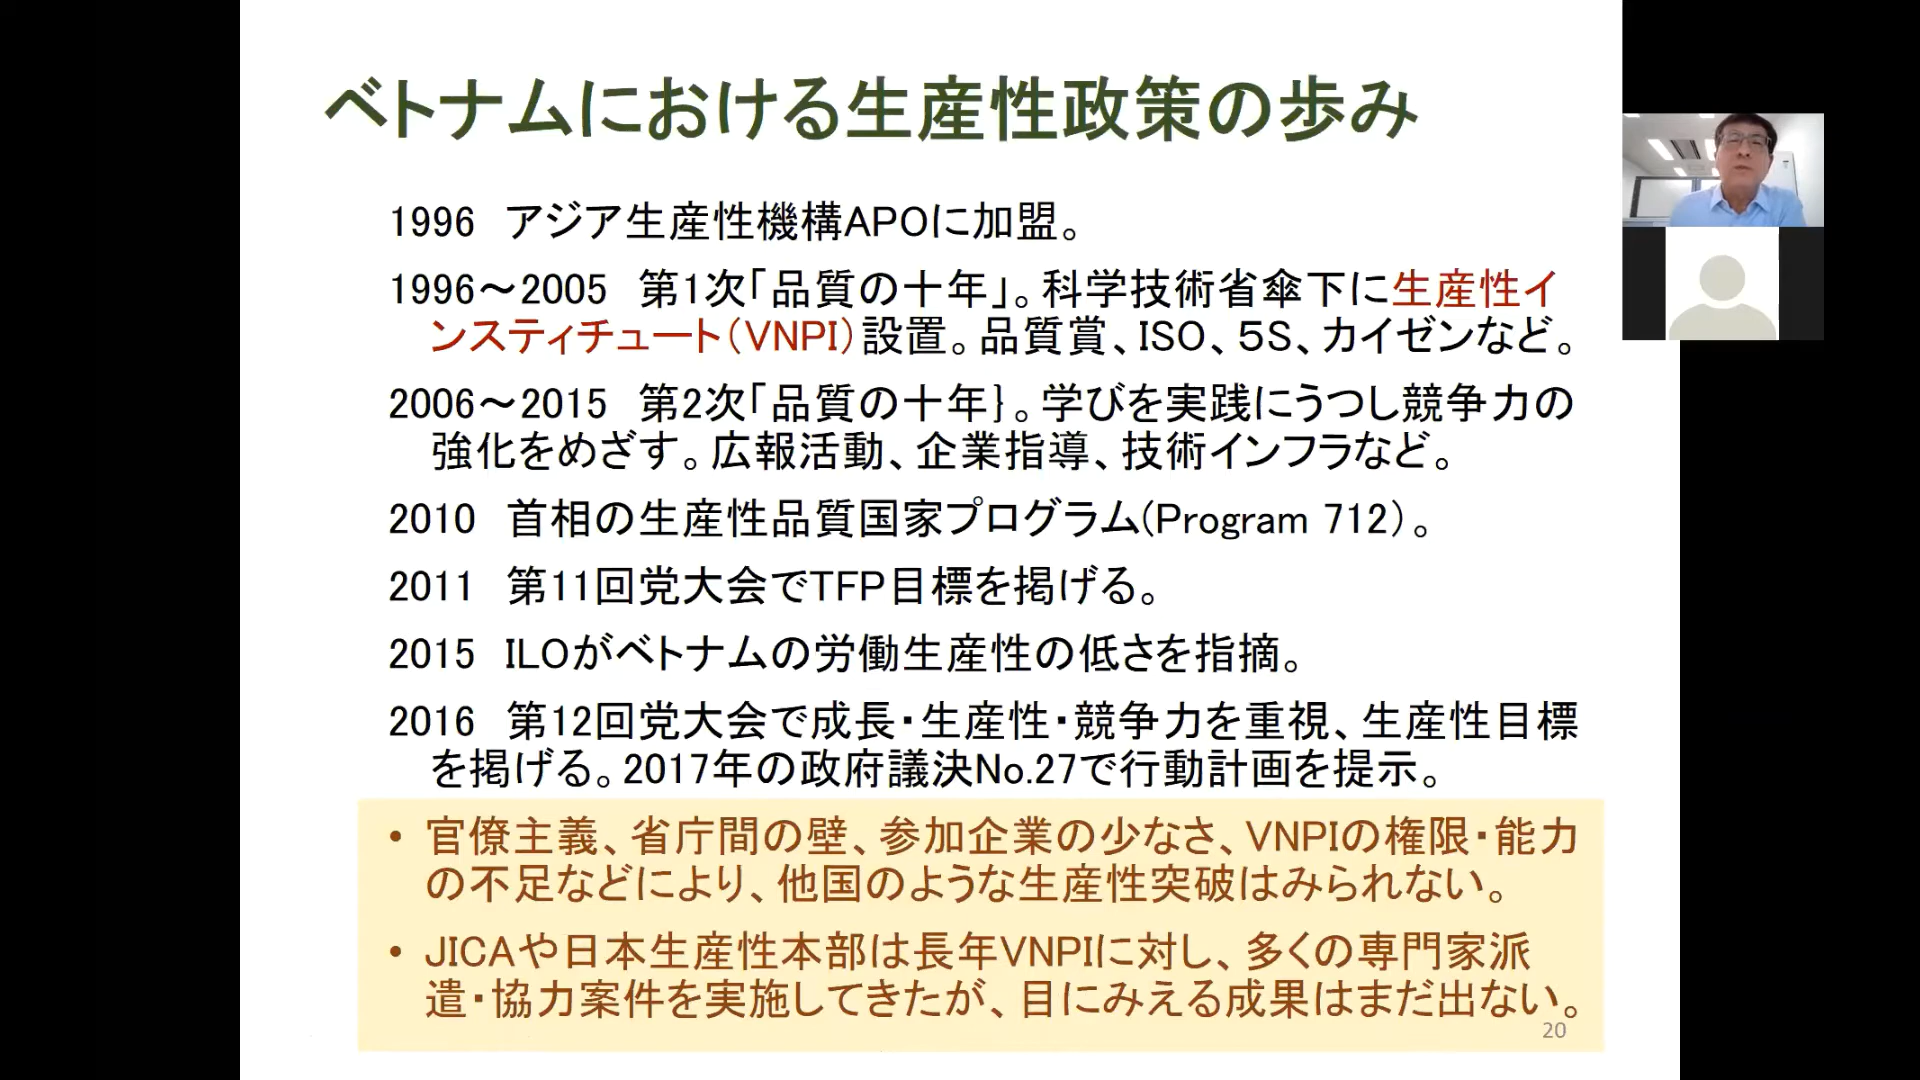 ベトナムにおける生産性政策の歩み
1996　アジア生産性機構APOに加盟。
1996～2005　第1次「品質の十年」。科学技術省傘下に生産性イ
ンスティチュート（VNPI）設置。品質賞、ISO、５S、カイゼンなど。
2006～2015　第2次「品質の十年}。学びを実践にうつし競争力の
強化をめざす。広報活動、企業指導、技術インフラなど。
2010　首相の生産性品質国家プログラム(Program 712）。
2011　第11回党大会でTFP目標を掲げる。
2015　ILOがベトナムの労働生産性の低さを指摘。
2016　第12回党大会で成長・生産性・競争力を重視、生産性目標
を掲げる。2017年の政府議決No.27で行動計画を提示。
• 官僚主義、省庁間の壁、参加企業の少なさ、VNPIの権限・能力
の不足などにより、他国のような生産性突破はみられない。
• JICAや日本生産性本部は長年VNPIに対し、多くの専門家派
遣・協力案件を実施してきたが、目にみえる成果はまだ出ない。
20